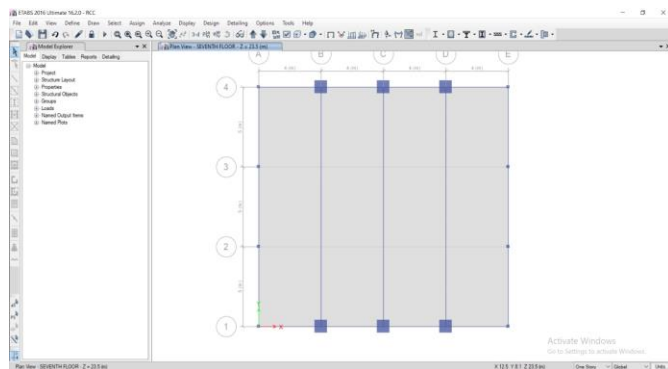 ETABS 2016 Ultimate 16.2.0 - RCC
File Edit View Define Draw Select Assign Analyze Display Design Detailing Options Tools Help
Model Explorer
Plan View - SEVENTH FLOOR - Z = 23.5 (m)
Model Display Tables Reports Detailing
Model
Project
Structure Layout
Properties
Structural Objects
Groups
Loads
Named Output Items
Named Plots
A B C D E
4
3
2
1
X
Activate Windows
Go to Settings to activate Windows.
Plan View - SEVENTH FLOOR - Z = 23.5 (m)
One Story Global Units